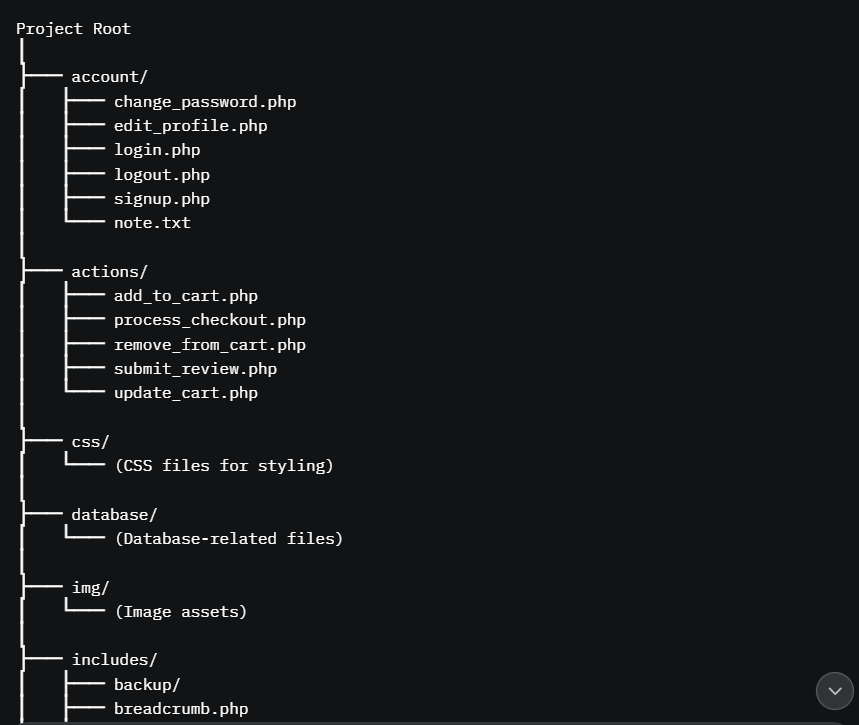 Project Root
│
├── account/
│   ├── change_password.php
│   ├── edit_profile.php
│   ├── login.php
│   ├── logout.php
│   ├── signup.php
│   └── note.txt
│
├── actions/
│   ├── add_to_cart.php
│   ├── process_checkout.php
│   ├── remove_from_cart.php
│   ├── submit_review.php
│   └── update_cart.php
│
├── css/
│   └── (CSS files for styling)
│
├── database/
│   └── (Database-related files)
│
├── img/
│   └── (Image assets)
│
├── includes/
│   ├── backup/
│   ├── breadcrumb.php